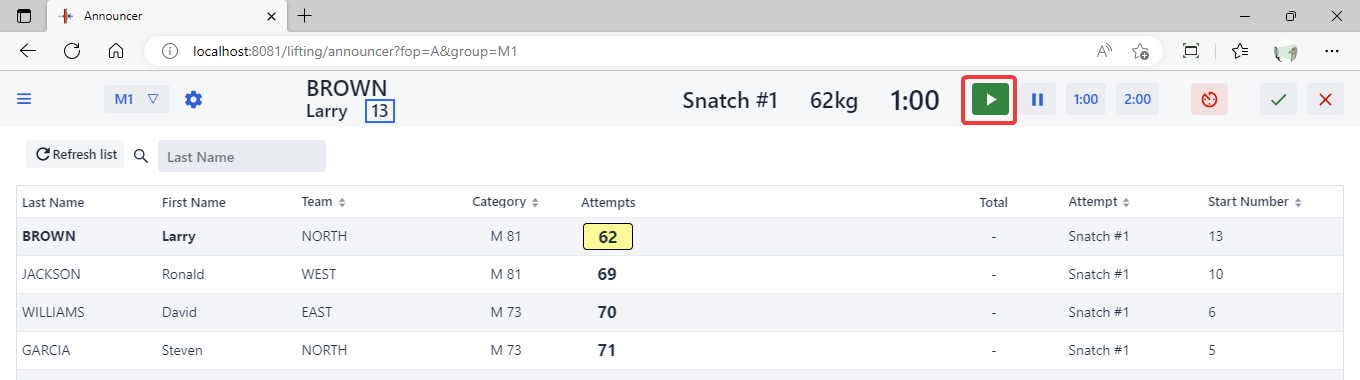 Announcer
localhost:8081/lifting/announcer?fop=A&group=M1
M1
BROWN
Larry 13
Snatch #1 62kg 1:00
1:00 2:00
Refresh list
Last Name
Last Name First Name Team Category Attempts Total Attempt Start Number
BROWN Larry NORTH M 81 62 - Snatch #1 13
JACKSON Ronald WEST M 81 69 - Snatch #1 10
WILLIAMS David EAST M 73 70 - Snatch #1 6
GARCIA Steven NORTH M 73 71 - Snatch #1 5